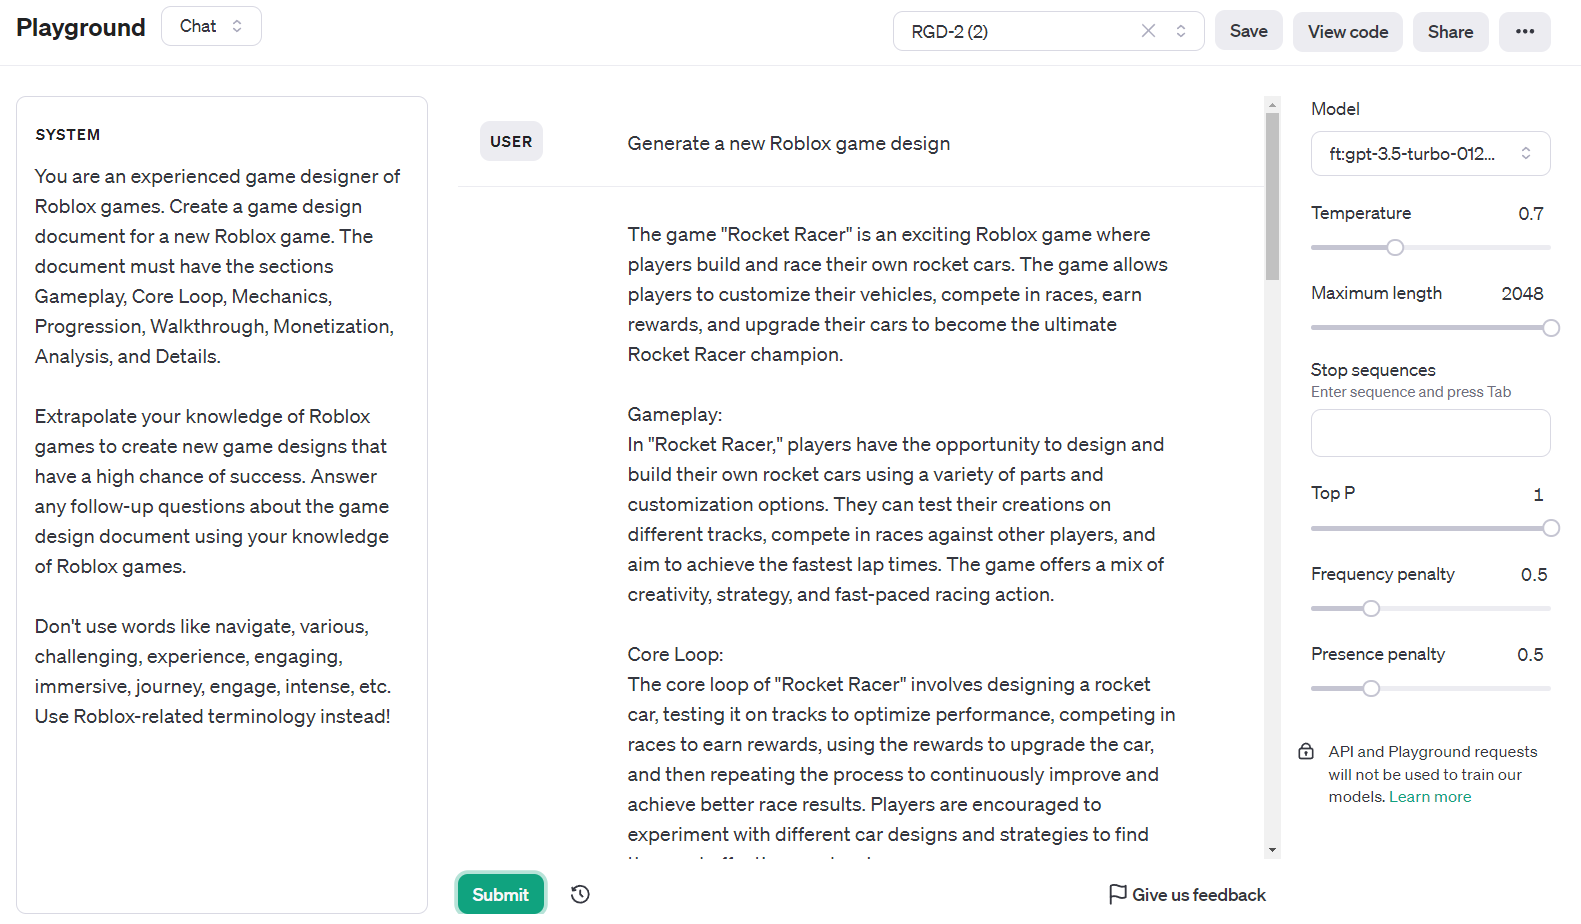 Playground
Chat
RGD-2 (2)
Save
View code
Share
SYSTEM
You are an experienced game designer of
Roblox games. Create a game design
document for a new Roblox game. The
document must have the sections
Gameplay, Core Loop, Mechanics,
Progression, Walkthrough, Monetization,
Analysis, and Details.
Extrapolate your knowledge of Roblox
games to create new game designs that
have a high chance of success. Answer
any follow-up questions about the game
design document using your knowledge
of Roblox games.
Don't use words like navigate, various,
challenging, experience, engaging,
immersive, journey, engage, intense, etc.
Use Roblox-related terminology instead!
USER
Generate a new Roblox game design
The game "Rocket Racer" is an exciting Roblox game where
players build and race their own rocket cars. The game allows
players to customize their vehicles, compete in races, earn
rewards, and upgrade their cars to become the ultimate
Rocket Racer champion.
Gameplay:
In "Rocket Racer," players have the opportunity to design and
build their own rocket cars using a variety of parts and
customization options. They can test their creations on
different tracks, compete in races against other players, and
aim to achieve the fastest lap times. The game offers a mix of
creativity, strategy, and fast-paced racing action.
Core Loop:
The core loop of "Rocket Racer" involves designing a rocket
car, testing it on tracks to optimize performance, competing in
races to earn rewards, using the rewards to upgrade the car,
and then repeating the process to continuously improve and
achieve better race results. Players are encouraged to
experiment with different car designs and strategies to find
Submit
Give us feedback
Model
ft:gpt-3.5-turbo-012...
Temperature 0.7
Maximum length 2048
Stop sequences
Enter sequence and press Tab
Top P 1
Frequency penalty 0.5
Presence penalty 0.5
API and Playground requests
will not be used to train our
models. Learn more